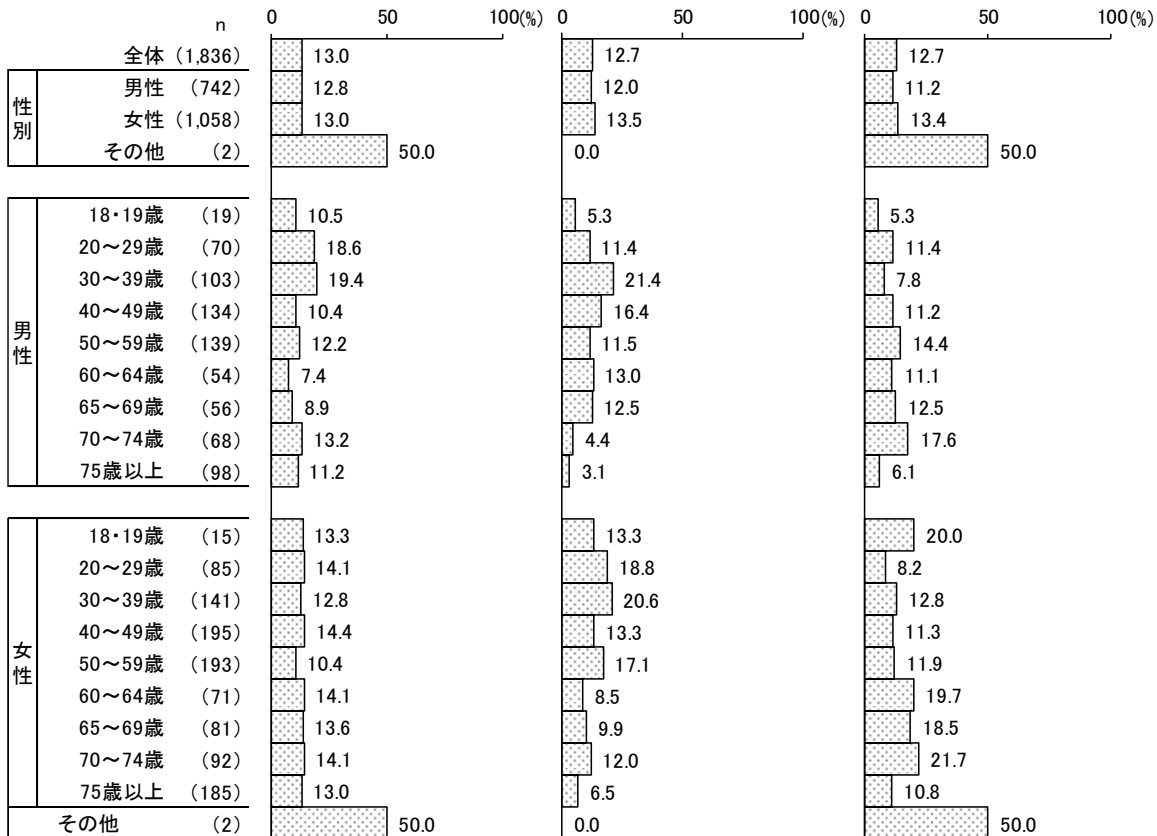 n 0 50 100(%) 0 50 100(%) 0 50 100(%)
全体 (1,836) 13.0 12.7 12.7
性別
男性 (742) 12.8 12.0 11.2
女性 (1,058) 13.0 13.5 13.4
その他 (2) 50.0 0.0 50.0
男性
18・19歳 (19) 10.5 5.3 5.3
20～29歳 (70) 18.6 11.4 11.4
30～39歳 (103) 19.4 21.4 7.8
40～49歳 (134) 10.4 16.4 11.2
50～59歳 (139) 12.2 11.5 14.4
60～64歳 (54) 7.4 13.0 11.1
65～69歳 (56) 8.9 12.5 12.5
70～74歳 (68) 13.2 4.4 17.6
75歳以上 (98) 11.2 3.1 6.1
女性
18・19歳 (15) 13.3 13.3 20.0
20～29歳 (85) 14.1 18.8 8.2
30～39歳 (141) 12.8 20.6 12.8
40～49歳 (195) 14.4 13.3 11.3
50～59歳 (193) 10.4 17.1 11.9
60～64歳 (71) 14.1 8.5 19.7
65～69歳 (81) 13.6 9.9 18.5
70～74歳 (92) 14.1 12.0 21.7
75歳以上 (185) 13.0 6.5 10.8
その他 (2) 50.0 0.0 50.0